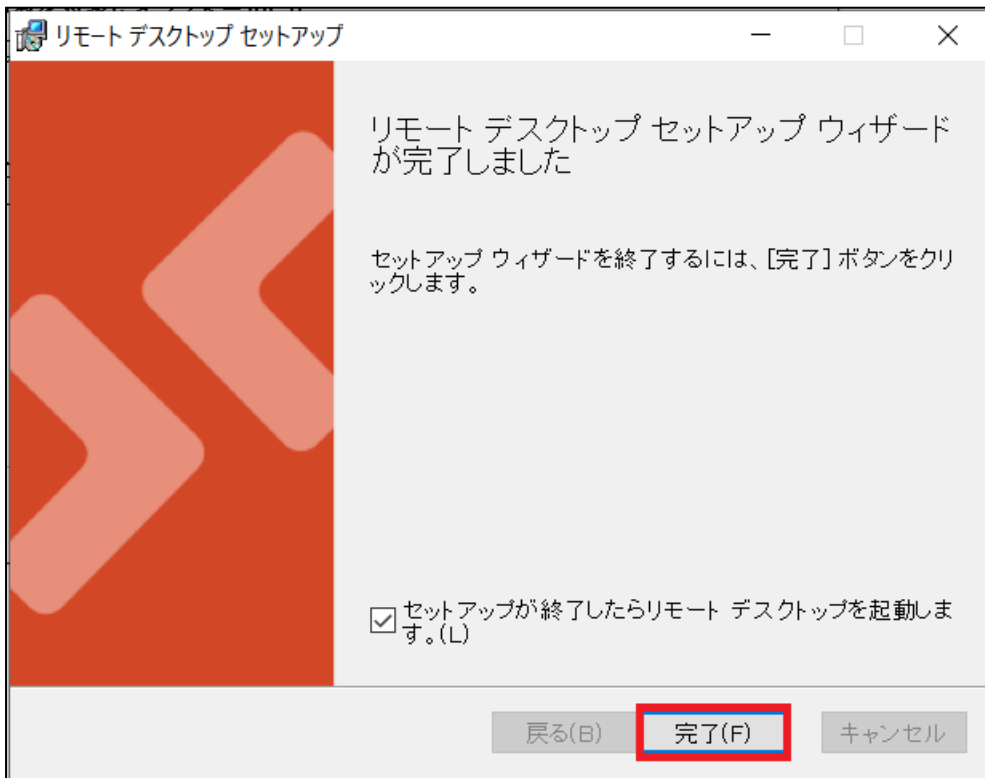 リモート デスクトップ セットアップ
リモート デスクトップ セットアップ ウィザード
が完了しました
セットアップ ウィザードを終了するには、[完了] ボタンをクリ
ックします。
セットアップが終了したらリモート デスクトップを起動しま
す。(L)
戻る(B)
完了(F)
キャンセル